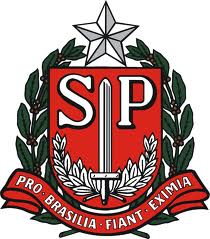 SP
PRO · BRASILIA · FIANT · EXIMIA